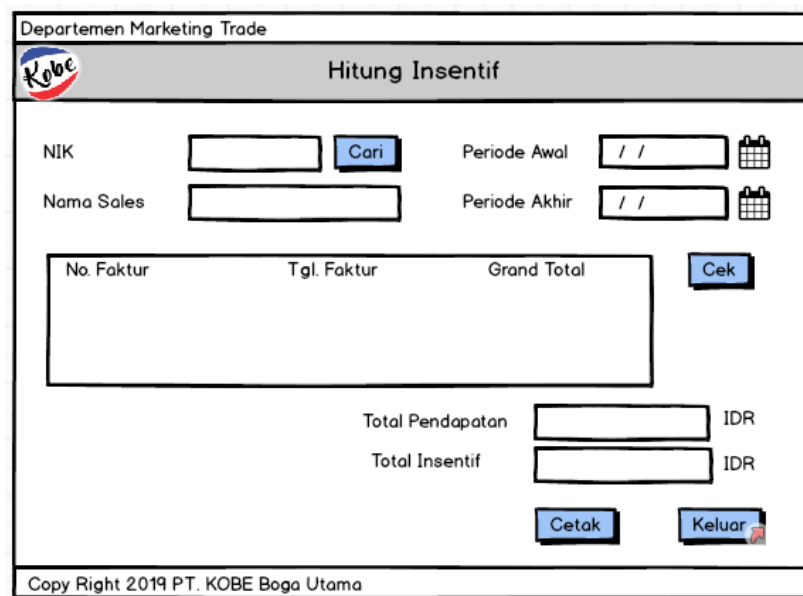 Departemen Marketing Trade
Kobe
Hitung Insentif
NIK Cari Periode Awal / /
Nama Sales Periode Akhir / /
No. Faktur Tgl. Faktur Grand Total Cek
Total Pendapatan IDR
Total Insentif IDR
Cetak Keluar
Copy Right 2019 PT. KOBE Boga Utama